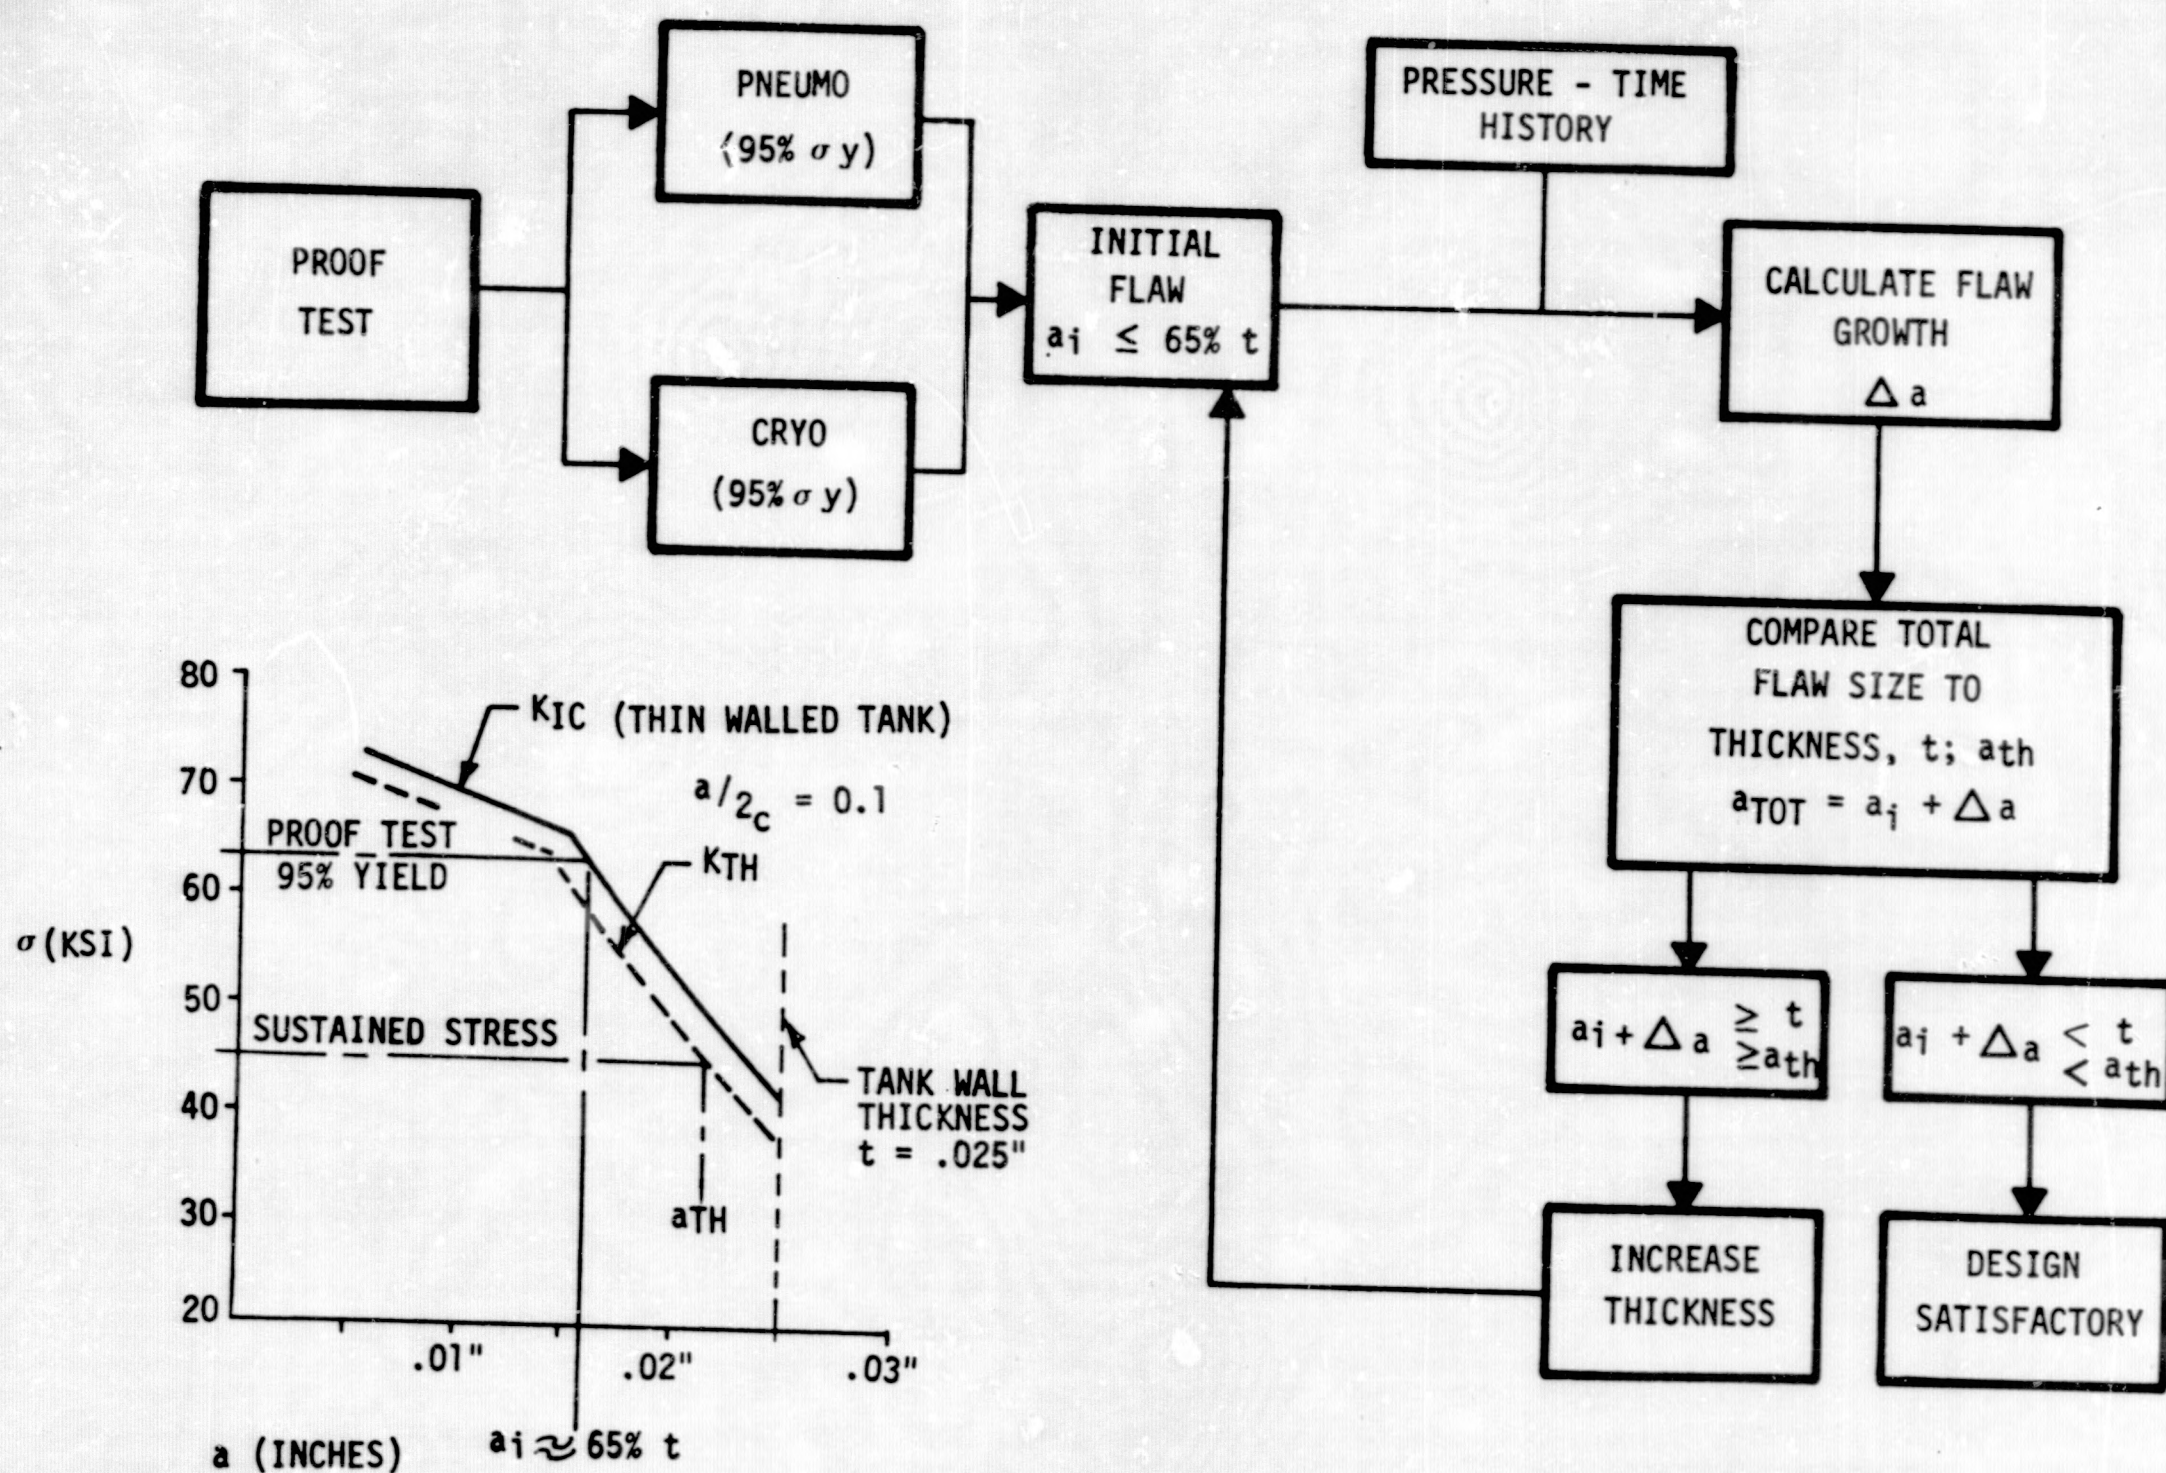 PNEUMO
(95% σ y)
PRESSURE - TIME
HISTORY
PROOF
TEST
INITIAL
FLAW
ai ≤ 65% t
CALCULATE FLAW
GROWTH
Δ a
CRYO
(95% σ y)
COMPARE TOTAL
FLAW SIZE TO
THICKNESS, t; ath
aTOT = ai + Δ a
ai + Δ a ≥ t
≥ ath
ai + Δ a < t
< ath
INCREASE
THICKNESS
DESIGN
SATISFACTORY
80
70
60
50
40
30
20
σ (KSI)
KIC (THIN WALLED TANK)
a/2c = 0.1
PROOF TEST
95% YIELD
KTH
SUSTAINED STRESS
TANK WALL
THICKNESS
t = .025"
aTH
.01"
.02"
.03"
a (INCHES)
ai ≈ 65% t